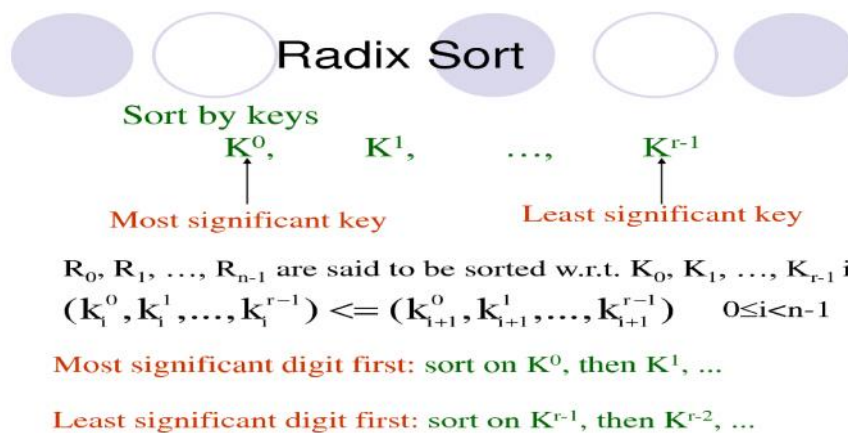 Radix Sort
Sort by keys
K⁰, K¹, …, Kʳ⁻¹
Most significant key Least significant key
R₀, R₁, …, Rₙ₋₁ are said to be sorted w.r.t. K₀, K₁, …, Kᵣ₋₁ i
(kᵢ⁰, kᵢ¹, ..., kᵢʳ⁻¹) <= (kᵢ₊₁⁰, kᵢ₊₁¹, ..., kᵢ₊₁ʳ⁻¹) 0≤i<n-1
Most significant digit first: sort on K⁰, then K¹, ...
Least significant digit first: sort on Kʳ⁻¹, then Kʳ⁻², ...